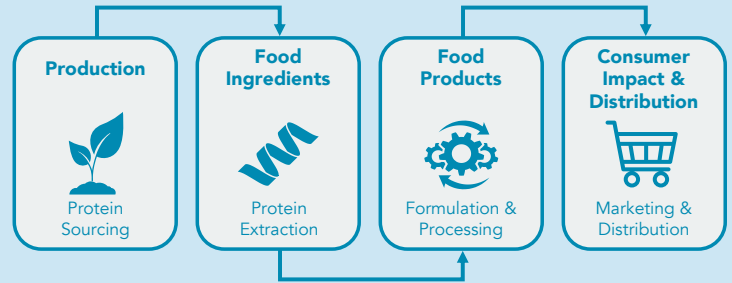 Production
Protein
Sourcing
Food
Ingredients
Protein
Extraction
Food
Products
Formulation &
Processing
Consumer
Impact &
Distribution
Marketing &
Distribution